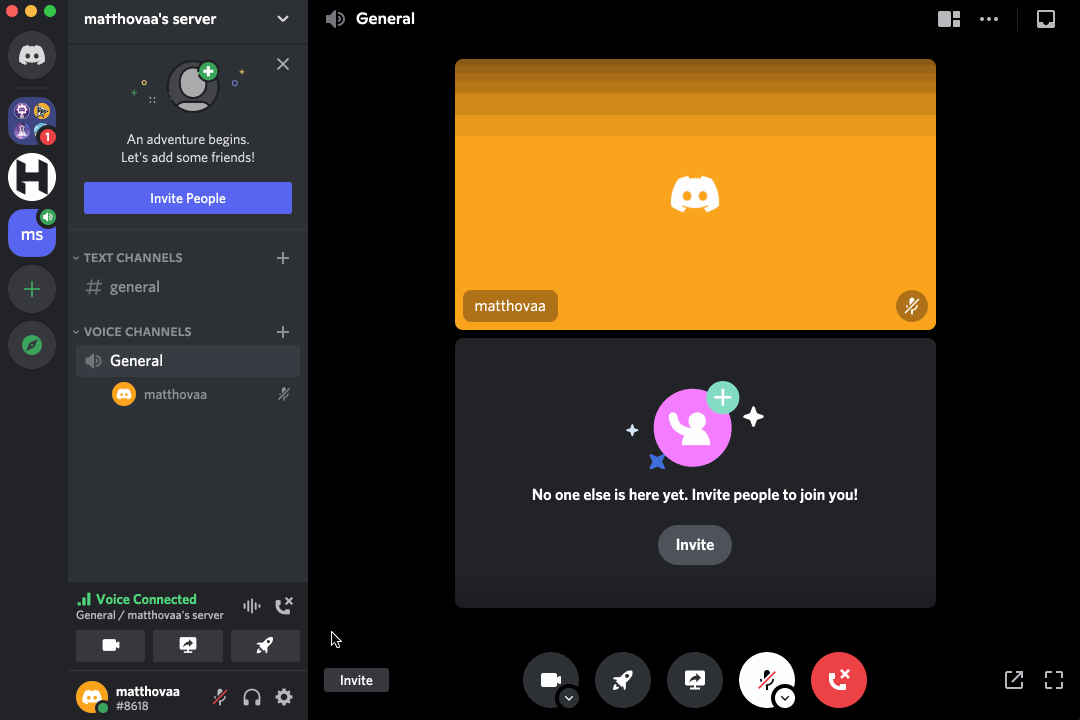 matthovaa's server
General
An adventure begins.
Let's add some friends!
Invite People
1
ms
TEXT CHANNELS
general
VOICE CHANNELS
General
matthovaa
matthovaa
No one else is here yet. Invite people to join you!
Invite
Voice Connected
General / matthovaa's server
Invite
matthovaa
#8618